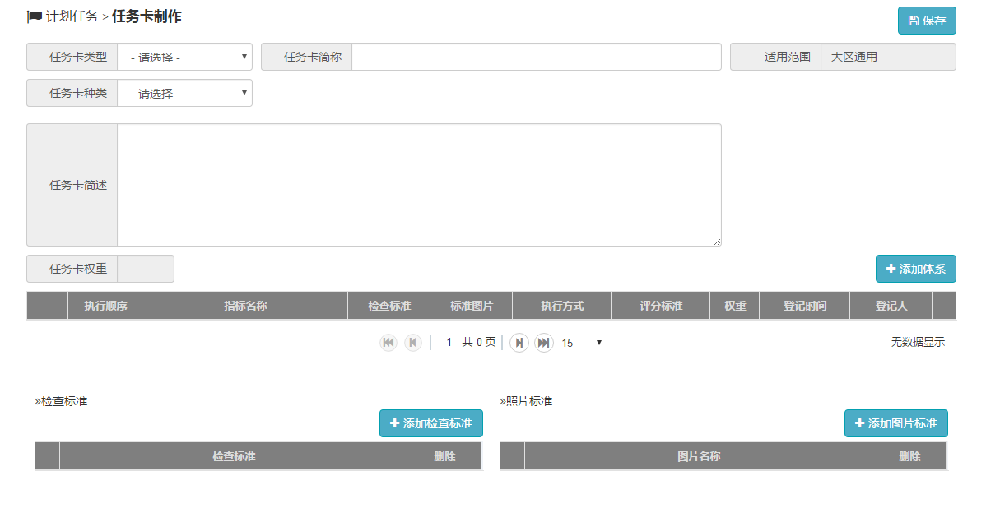 计划任务 > 任务卡制作
保存
任务卡类型 - 请选择 - 任务卡简称 适用范围 大区通用
任务卡种类 - 请选择 -
任务卡简述
任务卡权重
添加体系
执行顺序 指标名称 检查标准 标准图片 执行方式 评分标准 权重 登记时间 登记人
1 共 0 页 15 无数据显示
»检查标准 »照片标准
添加检查标准 添加图片标准
检查标准 删除 图片名称 删除